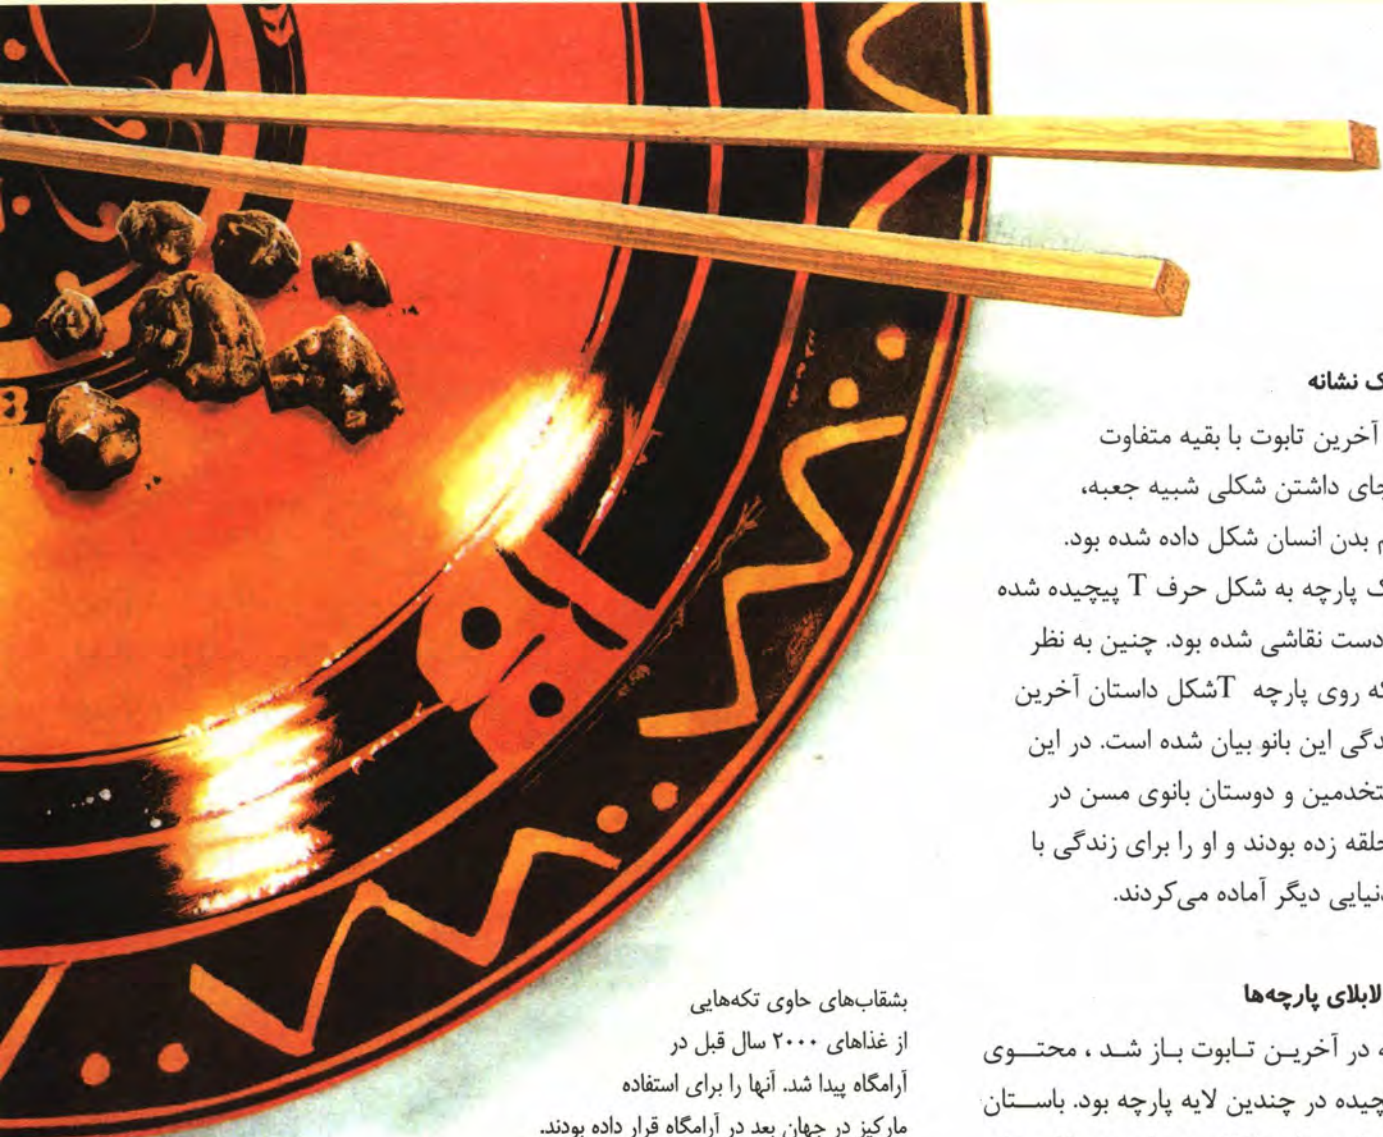 نشانه
آخرین تابوت با بقیه متفاوت
داشتن شکلی شبیه جعبه،
بدن انسان شکل داده شده بود.
پارچه به شکل حرف T پیچیده شده
دست نقاشی شده بود. چنین به نظر
که روی پارچه Tشکل داستان آخرین
این بانو بیان شده است. در این
و دوستان بانوی مسن در
حلقه زده بودند و او را برای زندگی با
دیگر آماده می‌کردند.
لابلای پارچه‌ها
در آخرین تابوت باز شد ، محتوی
در چندین لایه پارچه بود. باستان
بشقاب‌های حاوی تکه‌هایی
از غذاهای ۲۰۰۰ سال قبل در
آرامگاه پیدا شد. آنها را برای استفاده
مارکیز در جهان بعد در آرامگاه قرار داده بودند.